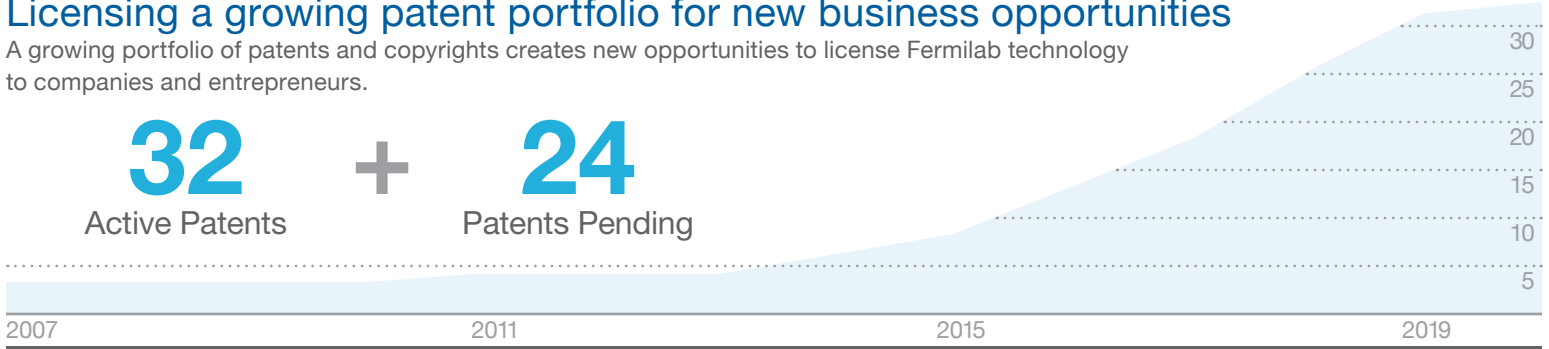 Licensing a growing patent portfolio for new business opportunities
A growing portfolio of patents and copyrights creates new opportunities to license Fermilab technology
to companies and entrepreneurs.
32 + 24
Active Patents Patents Pending
30
25
20
15
10
5
2007 2011 2015 2019